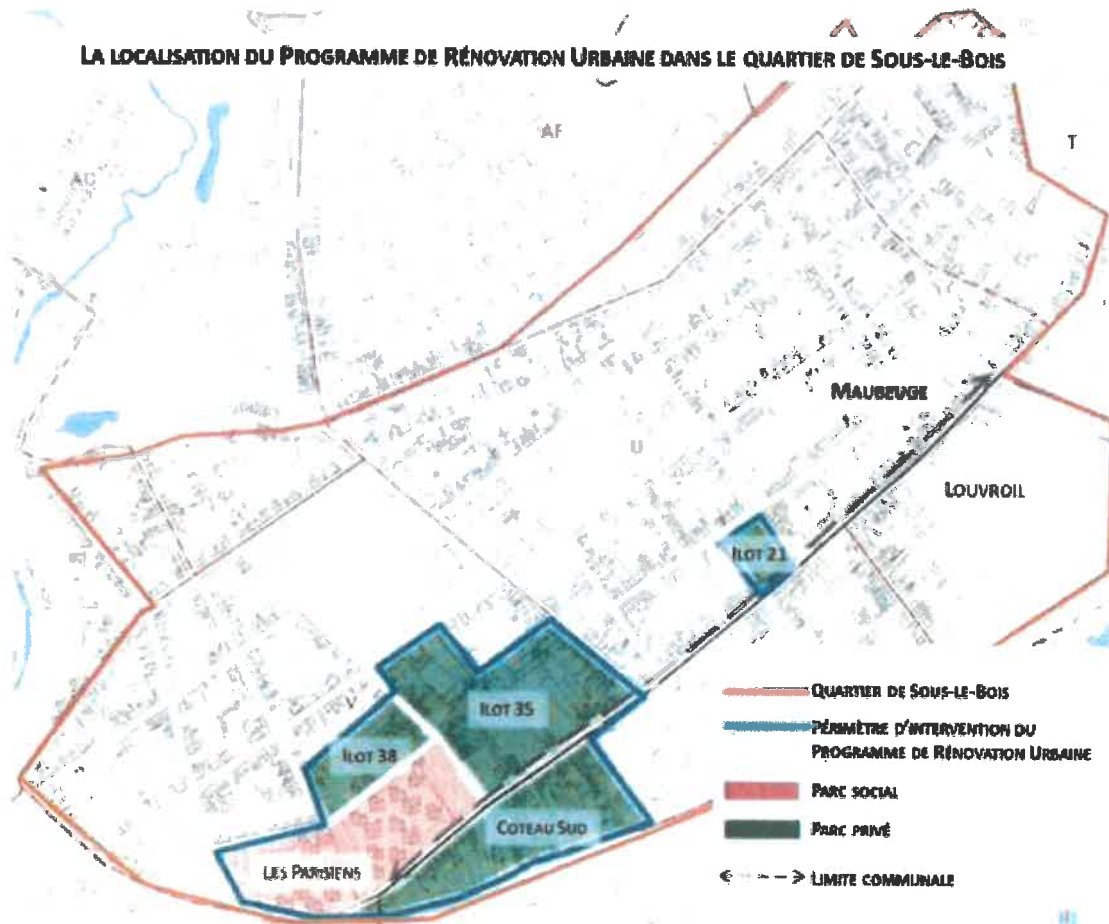 LA LOCALISATION DU PROGRAMME DE RÉNOVATION URBAINE DANS LE QUARTIER DE SOUS-LE-BOIS
AF
T
AC
MAUBEUGE
U
LOUVROIL
ILOT 21
QUARTIER DE SOUS-LE-BOIS
ILOT 35
PÉRIMÈTRE D'INTERVENTION DU
PROGRAMME DE RÉNOVATION URBAINE
V
ILOT 38
PARC SOCIAL
COTEAU SUD
PARC PRIVÉ
LES PARISIENS
LIMITE COMMUNALE